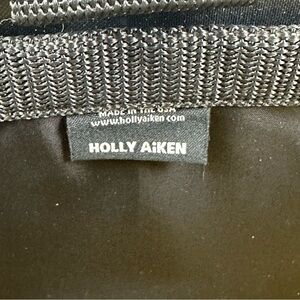 MADE IN THE USA
www.hollyaiken.com
HOLLY AiKEN